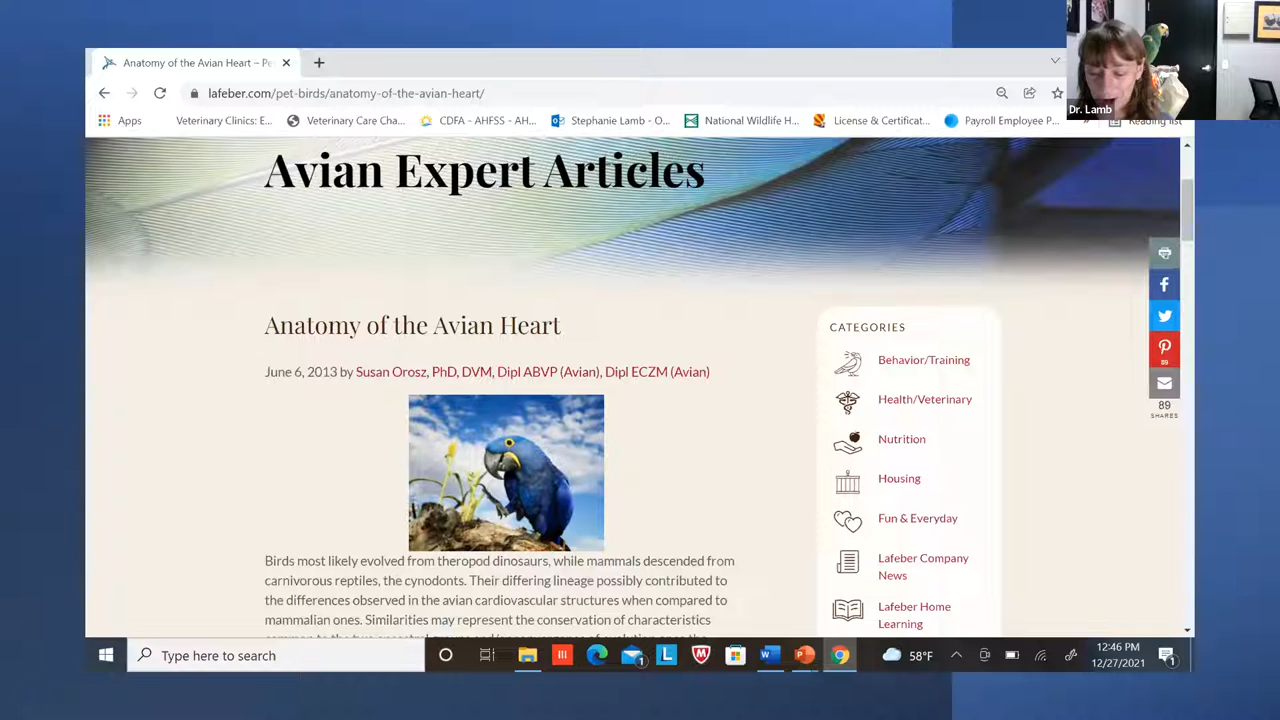 Anatomy of the Avian Heart – Pe
lafeber.com/pet-birds/anatomy-of-the-avian-heart/
Apps
Veterinary Clinics: E...
Veterinary Care Cha...
CDFA - AHFSS - AH...
Stephanie Lamb - O...
National Wildlife H...
License & Certificat...
Payroll Employee P...
»
Reading list
Dr. Lamb
Avian Expert Articles
Anatomy of the Avian Heart
June 6, 2013 by Susan Orosz, PhD, DVM, Dipl ABVP (Avian), Dipl ECZM (Avian)
Birds most likely evolved from theropod dinosaurs, while mammals descended from
carnivorous reptiles, the cynodonts. Their differing lineage possibly contributed to
the differences observed in the avian cardiovascular structures when compared to
mammalian ones. Similarities may represent the conservation of characteristics
CATEGORIES
Behavior/Training
Health/Veterinary
Nutrition
Housing
Fun & Everyday
Lafeber Company
News
Lafeber Home
Learning
89
89
SHARES
Type here to search
1
58°F
12:46 PM
12/27/2021
1